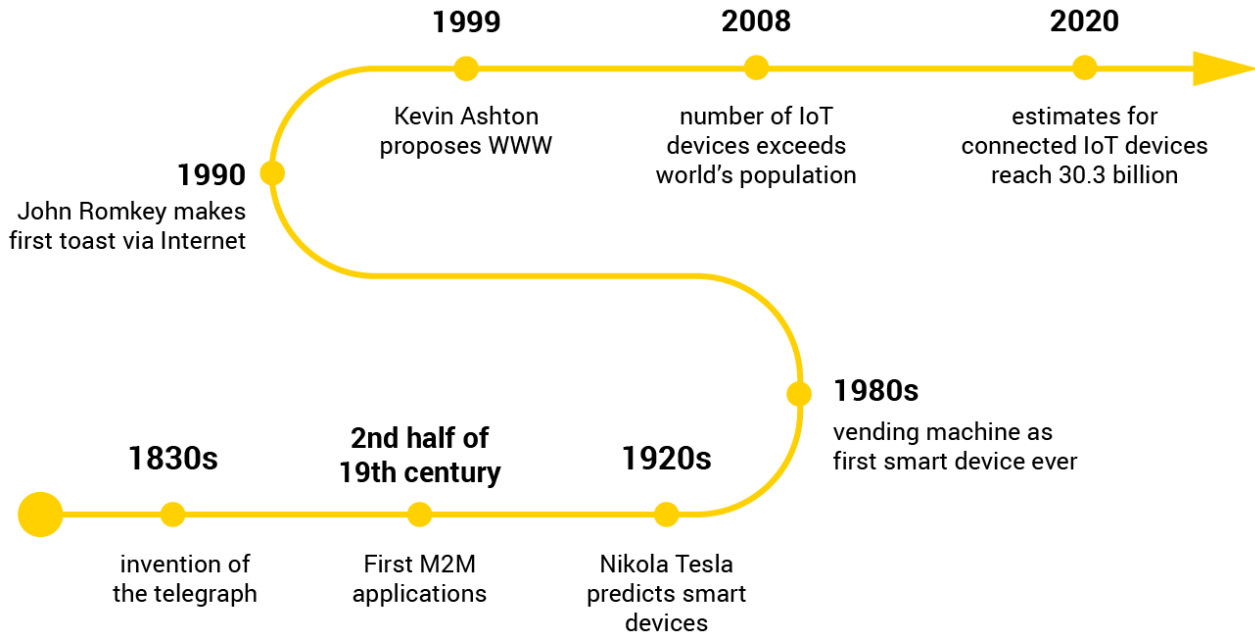 1830s
invention of
the telegraph
2nd half of
19th century
First M2M
applications
1920s
Nikola Tesla
predicts smart
devices
1980s
vending machine as
first smart device ever
1990
John Romkey makes
first toast via Internet
1999
Kevin Ashton
proposes WWW
2008
number of IoT
devices exceeds
world’s population
2020
estimates for
connected IoT devices
reach 30.3 billion